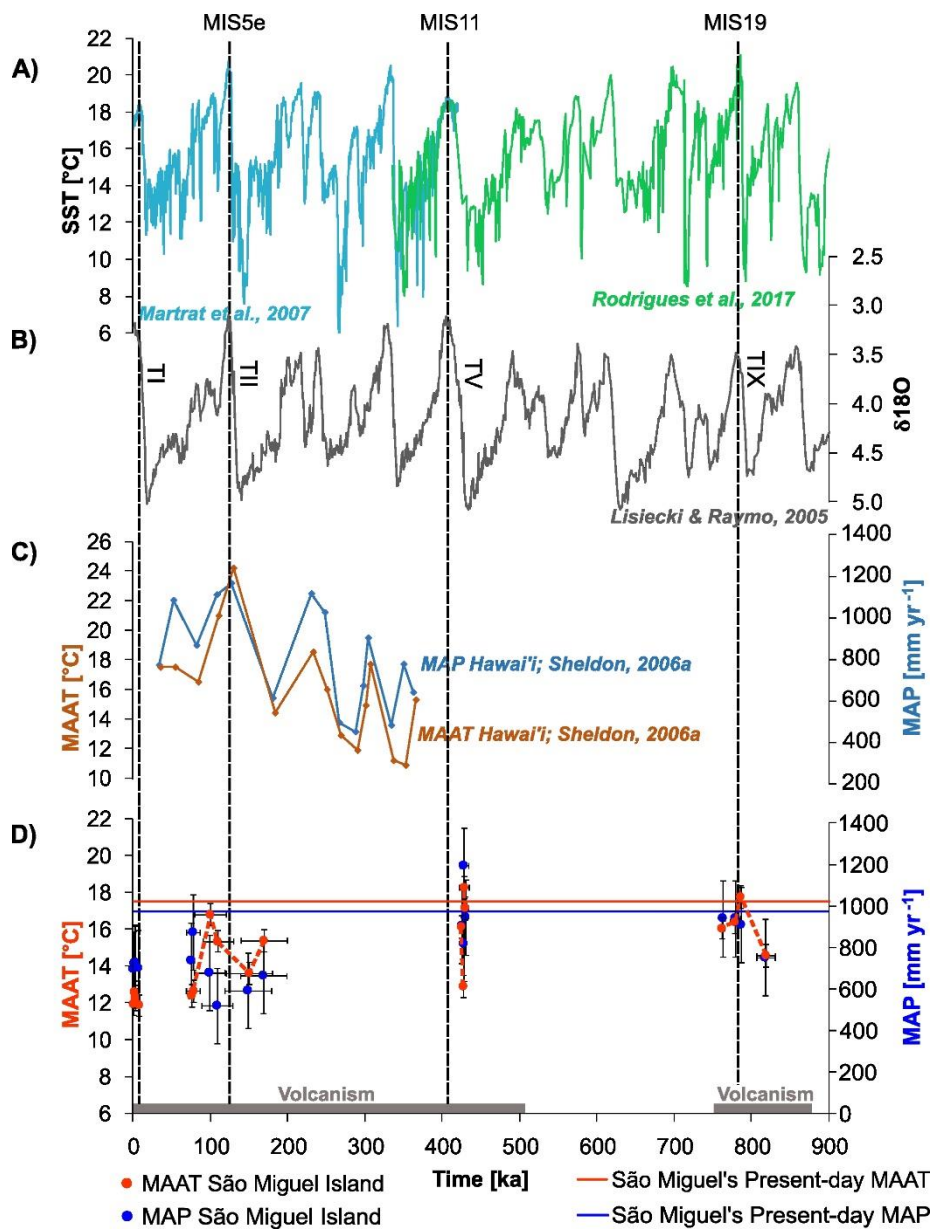 MIS5e MIS11 MIS19
A)
22
20
18
16
14
12
10
8
6
SST [°C]
Martrat et al., 2007
Rodrigues et al., 2017
B)
2.5
3.0
3.5
4.0
4.5
5.0
δ18O
TI
TII
TV
TIX
Lisiecki & Raymo, 2005
C)
26
24
22
20
18
16
14
12
10
MAAT [°C]
1400
1200
1000
800
600
400
200
MAP [mm yr⁻¹]
MAP Hawai'i; Sheldon, 2006a
MAAT Hawai'i; Sheldon, 2006a
D)
22
20
18
16
14
12
10
8
6
MAAT [°C]
1400
1200
1000
800
600
400
200
0
MAP [mm yr⁻¹]
Volcanism Volcanism
0 100 200 300 400 500 600 700 800 900
Time [ka]
MAAT São Miguel Island
MAP São Miguel Island
São Miguel's Present-day MAAT
São Miguel's Present-day MAP